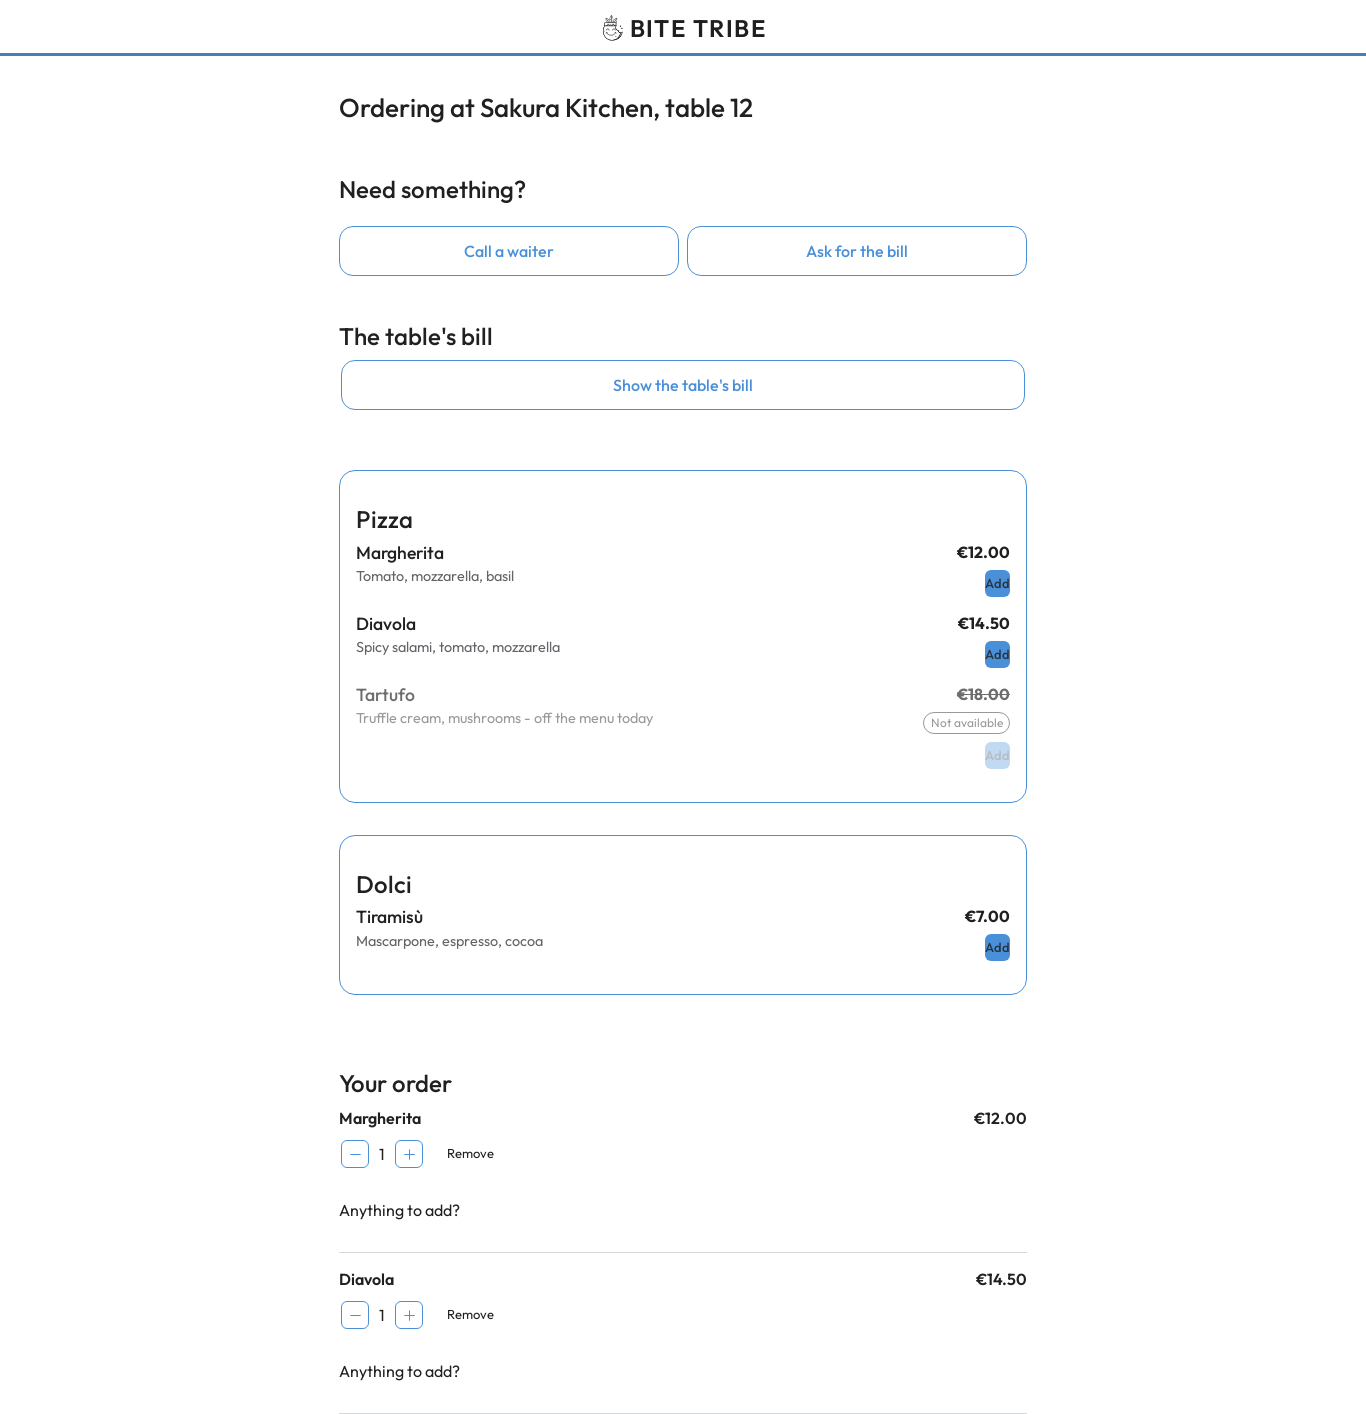 BITE TRIBE
Ordering at Sakura Kitchen, table 12
Need something?
Call a waiter
Ask for the bill
The table's bill
Show the table's bill
Pizza
Margherita €12.00
Tomato, mozzarella, basil
Add
Diavola €14.50
Spicy salami, tomato, mozzarella
Add
Tartufo €18.00
Truffle cream, mushrooms - off the menu today
Not available
Add
Dolci
Tiramisù €7.00
Mascarpone, espresso, cocoa
Add
Your order
Margherita €12.00
1 Remove
Anything to add?
Diavola €14.50
1 Remove
Anything to add?